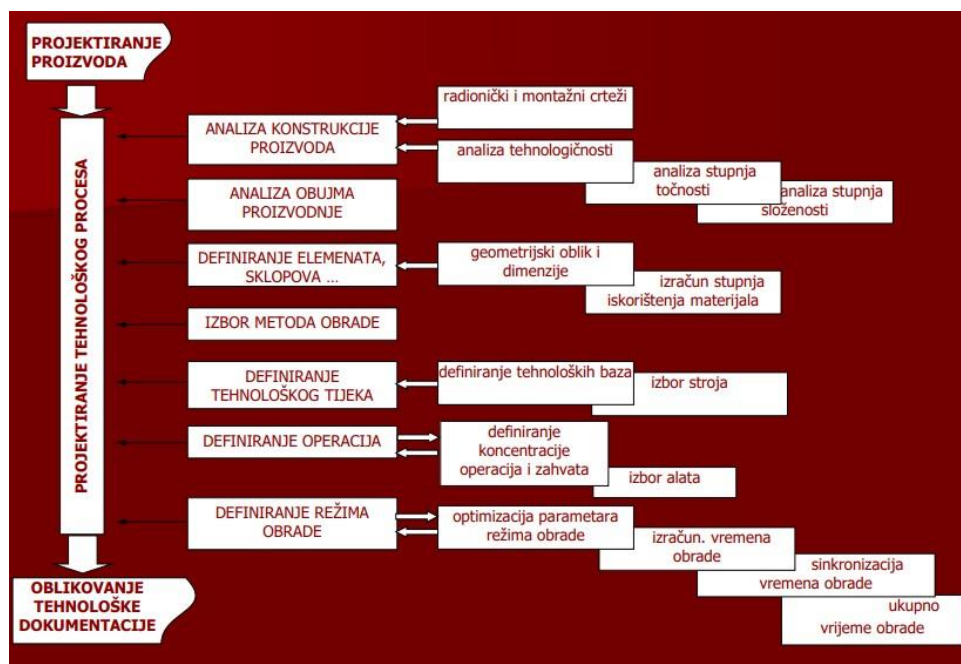 PROJEKTIRANJE
PROIZVODA
PROJEKTIRANJE TEHNOLOŠKOG PROCESA
OBLIKOVANJE
TEHNOLOŠKE
DOKUMENTACIJE
ANALIZA KONSTRUKCIJE
PROIZVODA
radionički i montažni crteži
analiza tehnologičnosti
analiza stupnja
točnosti
analiza stupnja
složenosti
ANALIZA OBUJMA
PROIZVODNJE
DEFINIRANJE ELEMENATA,
SKLOPOVA ...
geometrijski oblik i
dimenzije
izračun stupnja
iskorištenja materijala
IZBOR METODA OBRADE
DEFINIRANJE
TEHNOLOŠKOG TIJEKA
definiranje tehnoloških baza
izbor stroja
DEFINIRANJE OPERACIJA
definiranje
koncentracije
operacija i zahvata
izbor alata
DEFINIRANJE REŽIMA
OBRADE
optimizacija parametara
režima obrade
izračun. vremena
obrade
sinkronizacija
vremena obrade
ukupno
vrijeme obrade